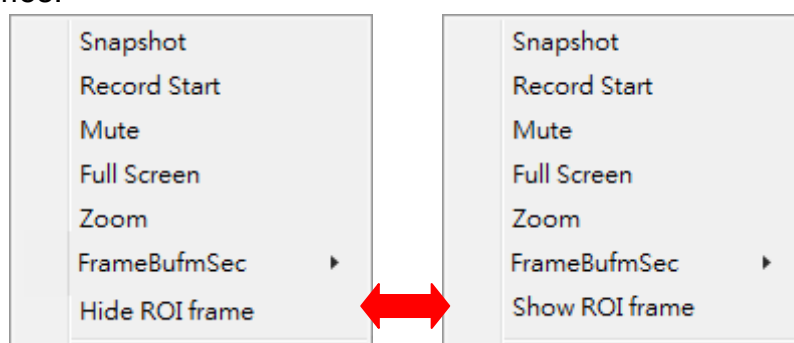 Snapshot
Record Start
Mute
Full Screen
Zoom
FrameBufmSec
Hide ROI frame
Snapshot
Record Start
Mute
Full Screen
Zoom
FrameBufmSec
Show ROI frame